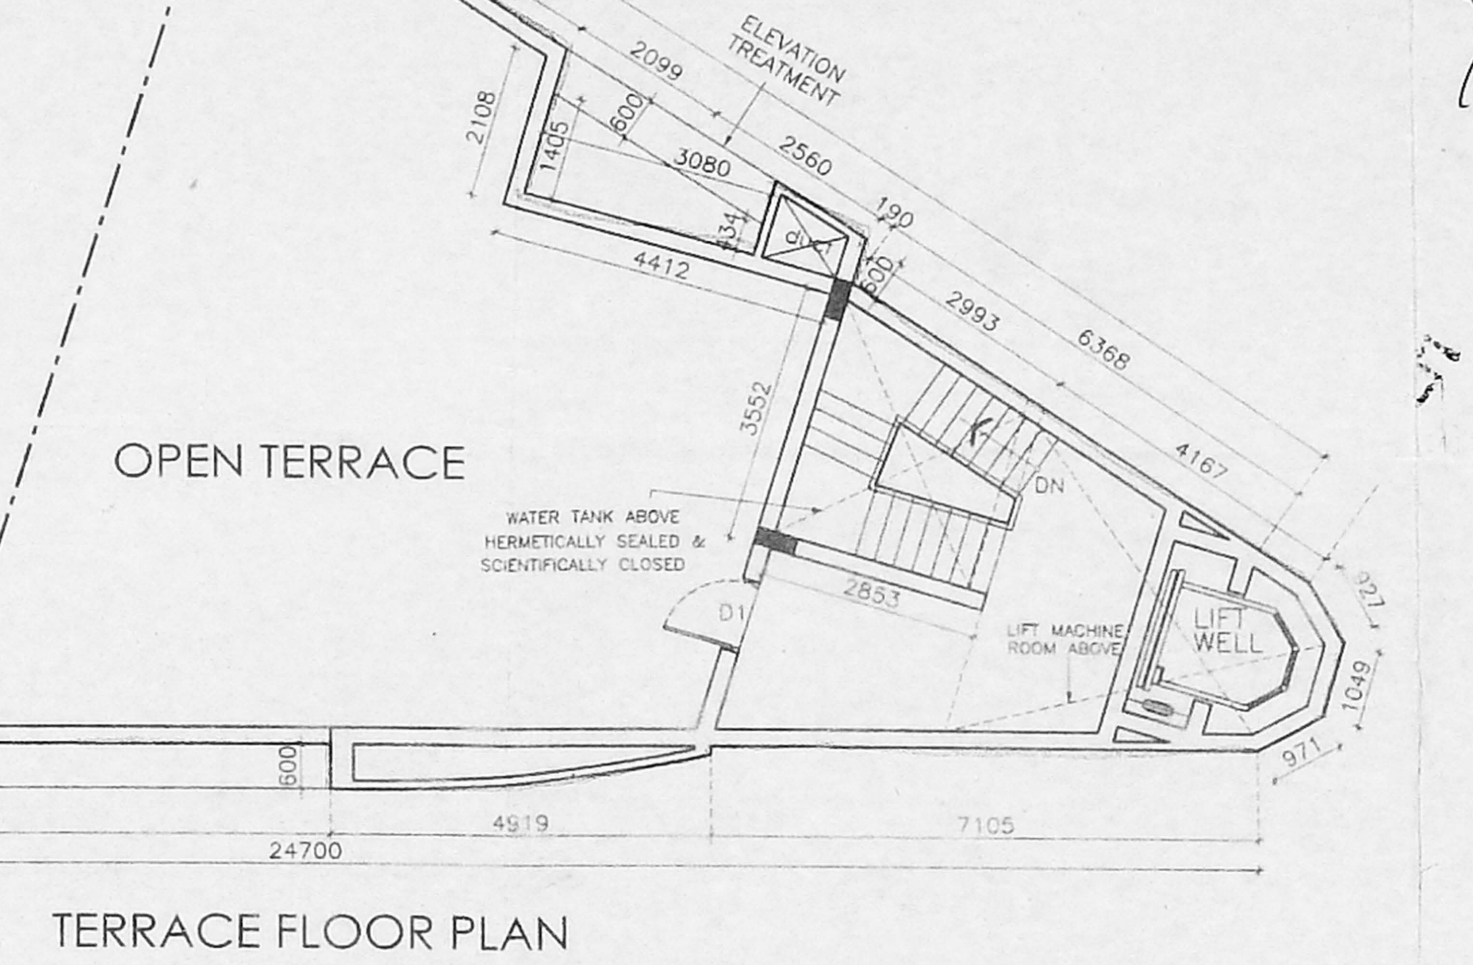 ELEVATION
TREATMENT
2099
2108
600
1405
3080
2560
190
434
duct
600
4412
2993
6368
3552
4167
OPEN TERRACE
DN
WATER TANK ABOVE
HERMETICALLY SEALED &
SCIENTIFICALLY CLOSED
2853
927
D1
LIFT
WELL
LIFT MACHINE
ROOM ABOVE
1049
971
600
4919
7105
24700
TERRACE FLOOR PLAN